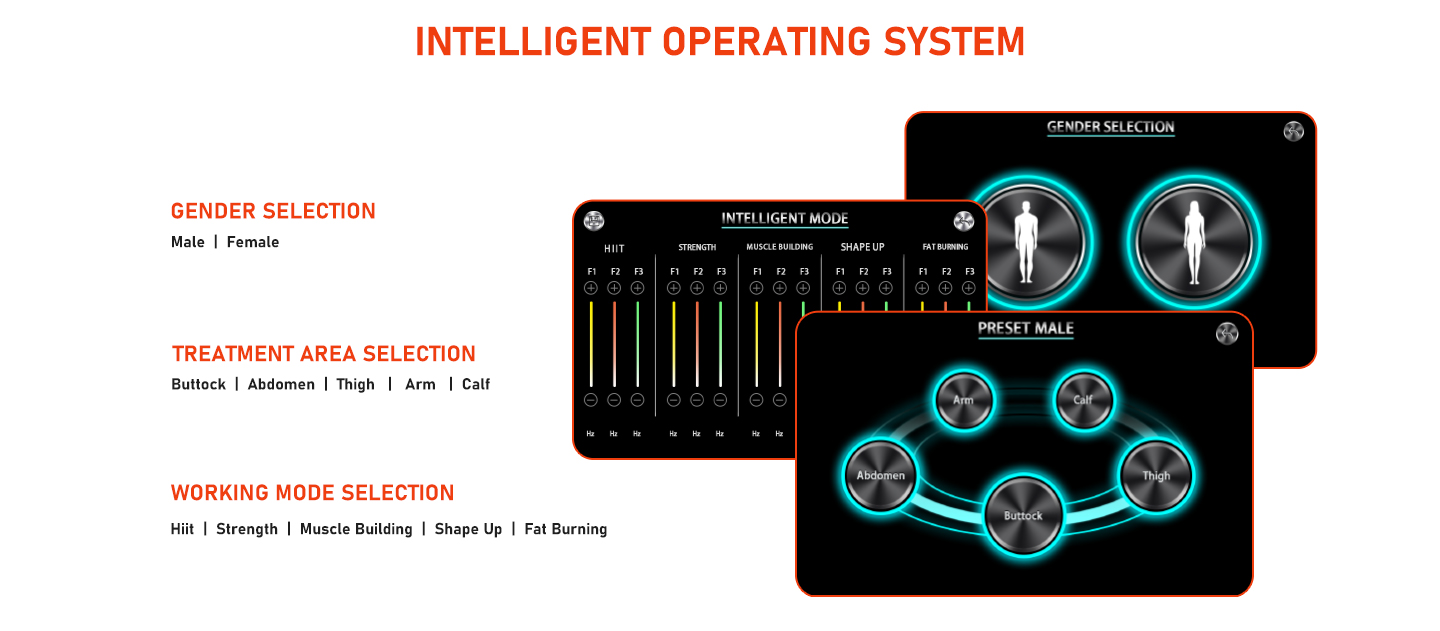 INTELLIGENT OPERATING SYSTEM
GENDER SELECTION
Male | Female
TREATMENT AREA SELECTION
Buttock | Abdomen | Thigh | Arm | Calf
WORKING MODE SELECTION
Hiit | Strength | Muscle Building | Shape Up | Fat Burning
GENDER SELECTION
INTELLIGENT MODE
HIIT STRENGTH MUSCLE BUILDING SHAPE UP FAT BURNING
F1 F2 F3 F1 F2 F3 F1 F2 F3 F1 F2 F3 F1 F2 F3
Hz Hz Hz Hz Hz Hz Hz Hz
PRESET MALE
Arm Calf
Abdomen Thigh
Buttock